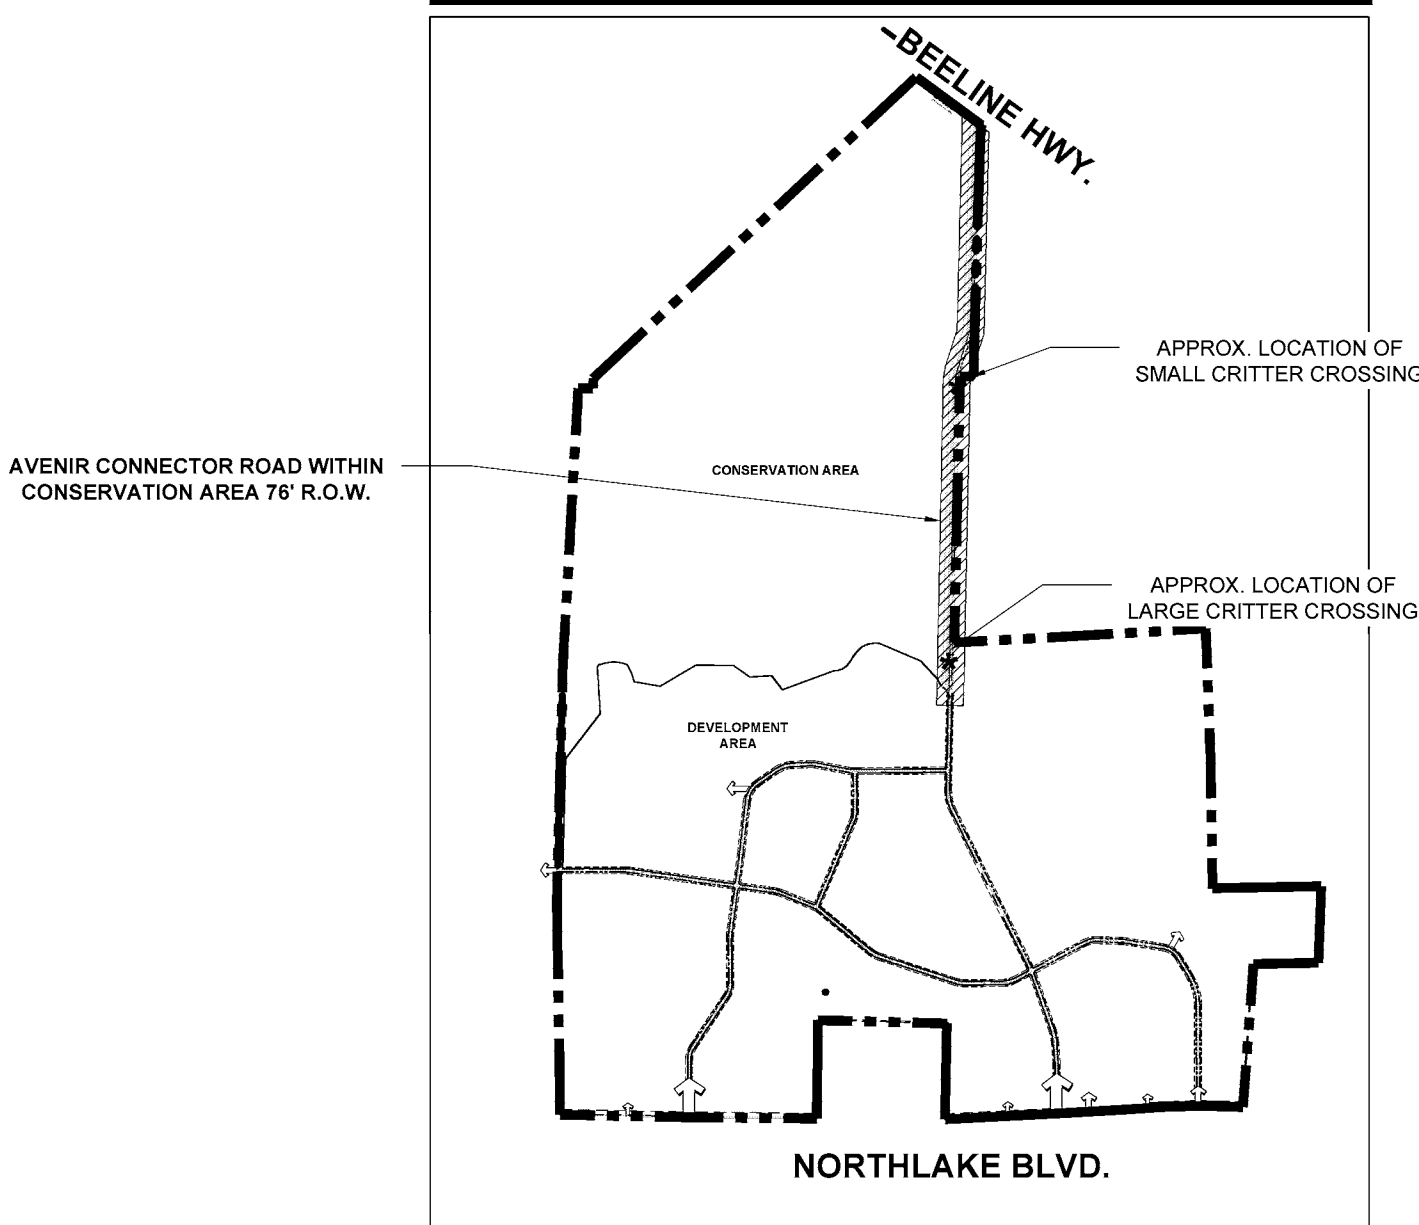 BEELINE HWY.
APPROX. LOCATION OF
SMALL CRITTER CROSSING
AVENIR CONNECTOR ROAD WITHIN
CONSERVATION AREA 76' R.O.W.
CONSERVATION AREA
APPROX. LOCATION OF
LARGE CRITTER CROSSING
DEVELOPMENT
AREA
NORTHLAKE BLVD.